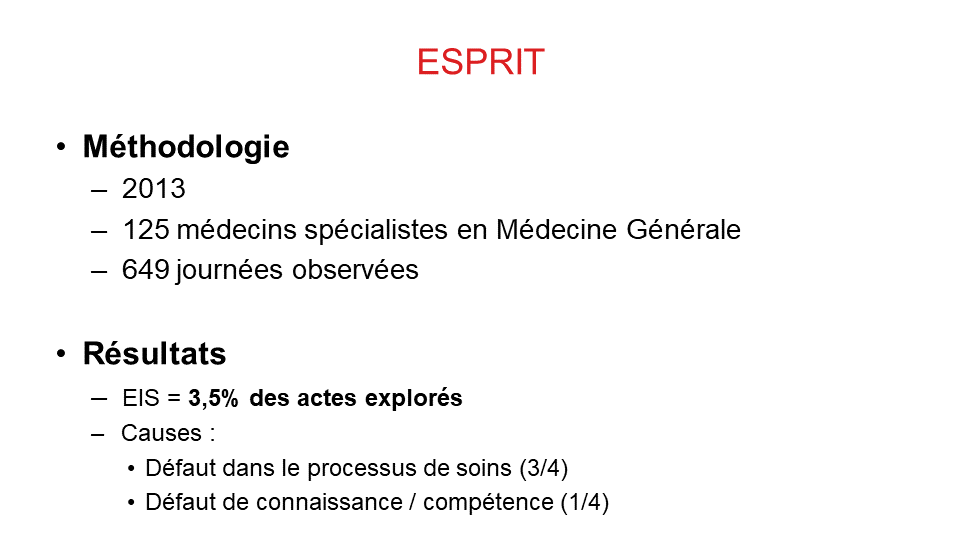 ESPRIT
• Méthodologie
– 2013
– 125 médecins spécialistes en Médecine Générale
– 649 journées observées
• Résultats
– EIS = 3,5% des actes explorés
– Causes :
• Défaut dans le processus de soins (3/4)
• Défaut de connaissance / compétence (1/4)